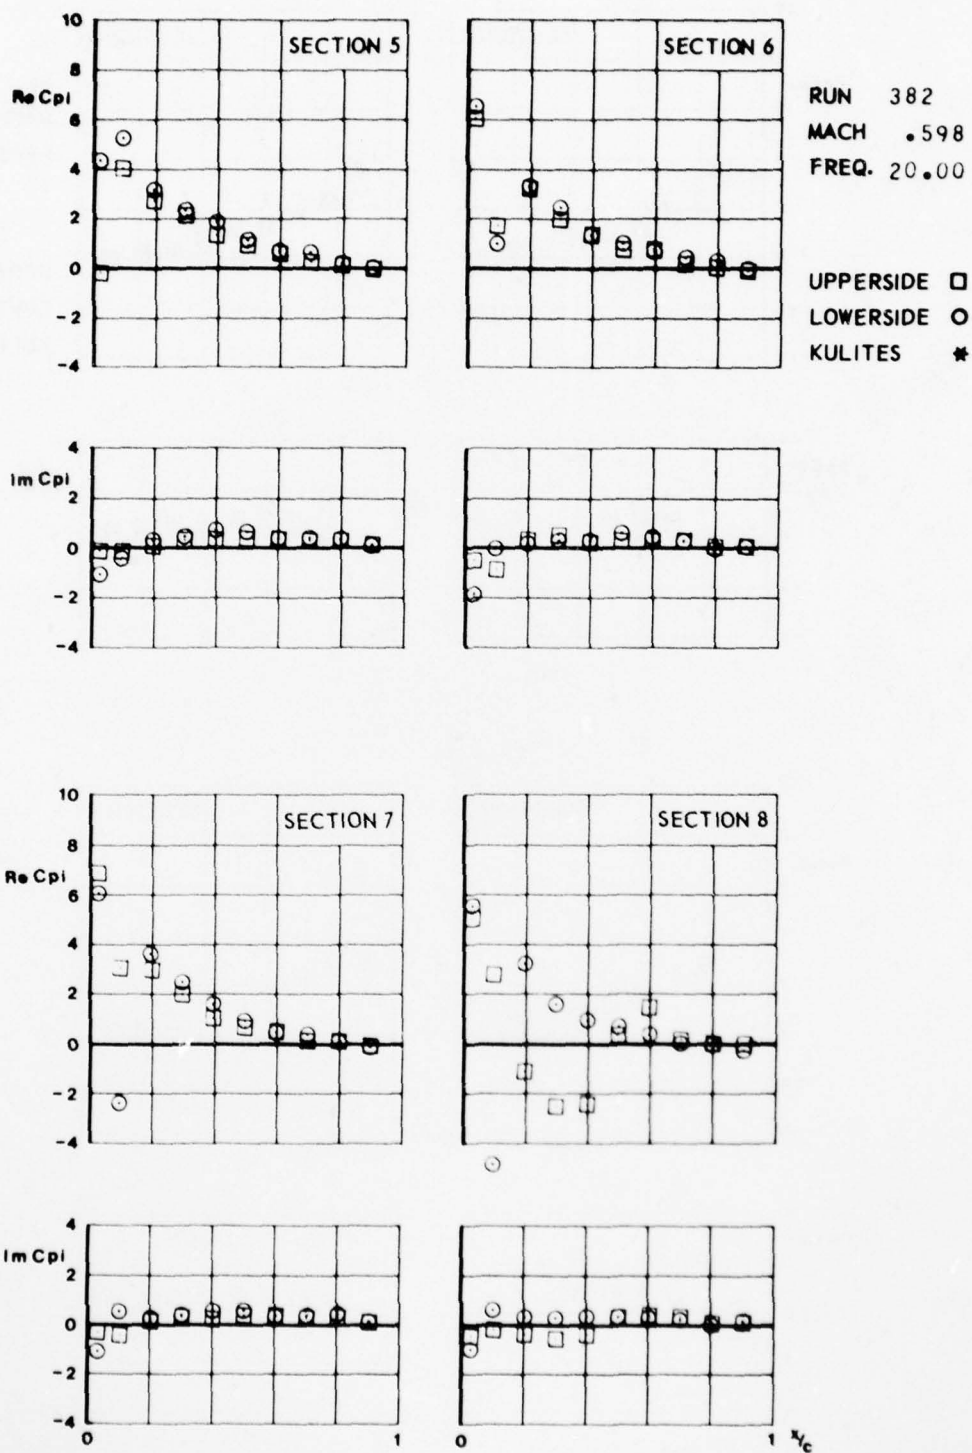 10
SECTION 5
SECTION 6
8
Re Cpi
RUN 382
6
MACH .598
4
FREQ. 20.00
2
0
UPPERSIDE □
-2
LOWERSIDE ○
KULITES *
-4
4
Im Cpi
2
0
-2
-4
10
SECTION 7
SECTION 8
8
Re Cpi
6
4
2
0
-2
-4
4
Im Cpi
2
0
-2
-4
0 1 0 1 x/c